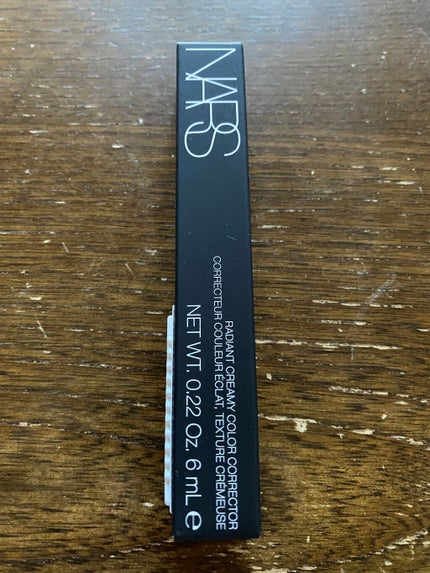 NARS
RADIANT CREAMY COLOR CORRECTOR
CORRECTEUR COULEUR ÉCLAT, TEXTURE CRÉMEUSE
NET WT. 0.22 Oz. 6 mL ℮